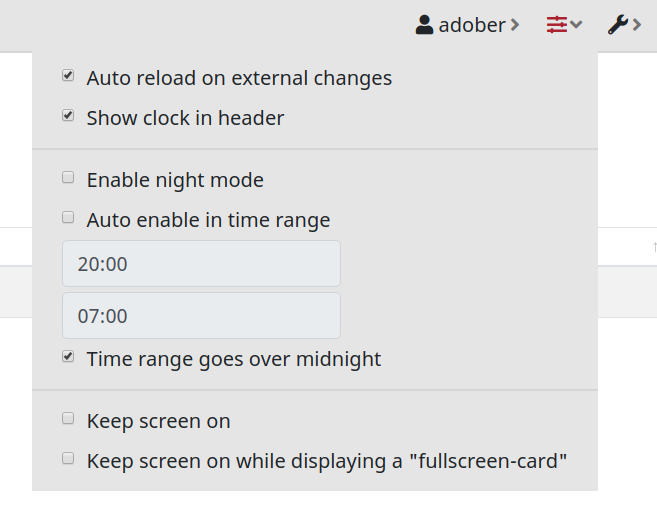 adober
Auto reload on external changes
Show clock in header
Enable night mode
Auto enable in time range
20:00
07:00
Time range goes over midnight
Keep screen on
Keep screen on while displaying a "fullscreen-card"